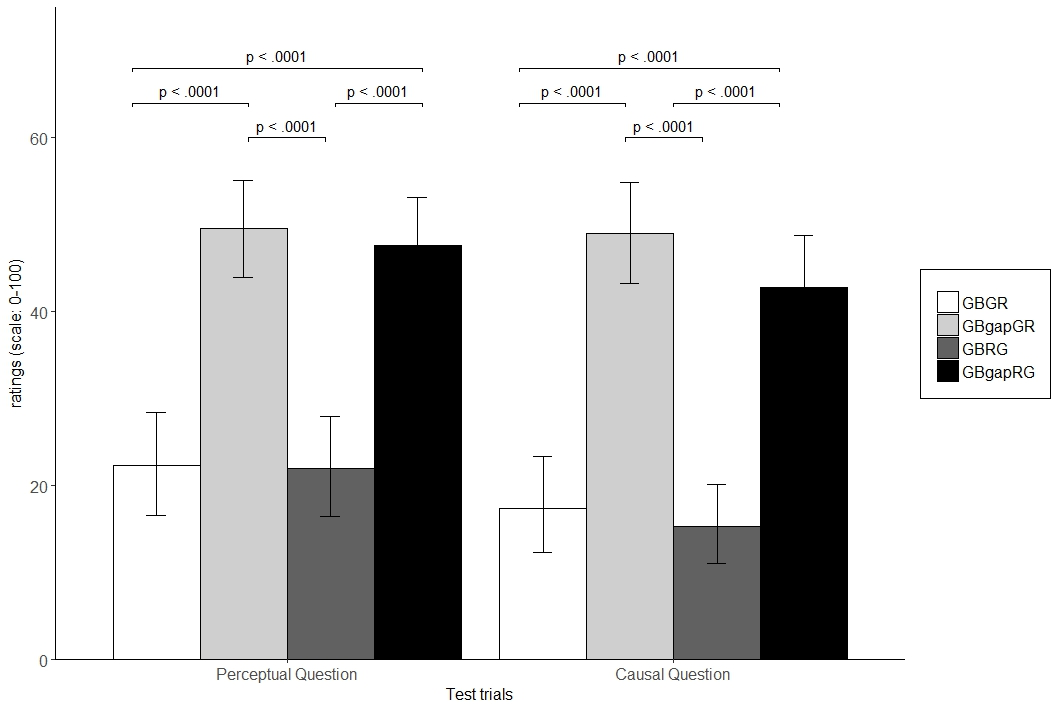 p < .0001
p < .0001
p < .0001
p < .0001
p < .0001
p < .0001
p < .0001
p < .0001
60
40
20
0
ratings (scale: 0-100)
GBGR
GBgapGR
GBRG
GBgapRG
Perceptual Question
Causal Question
Test trials